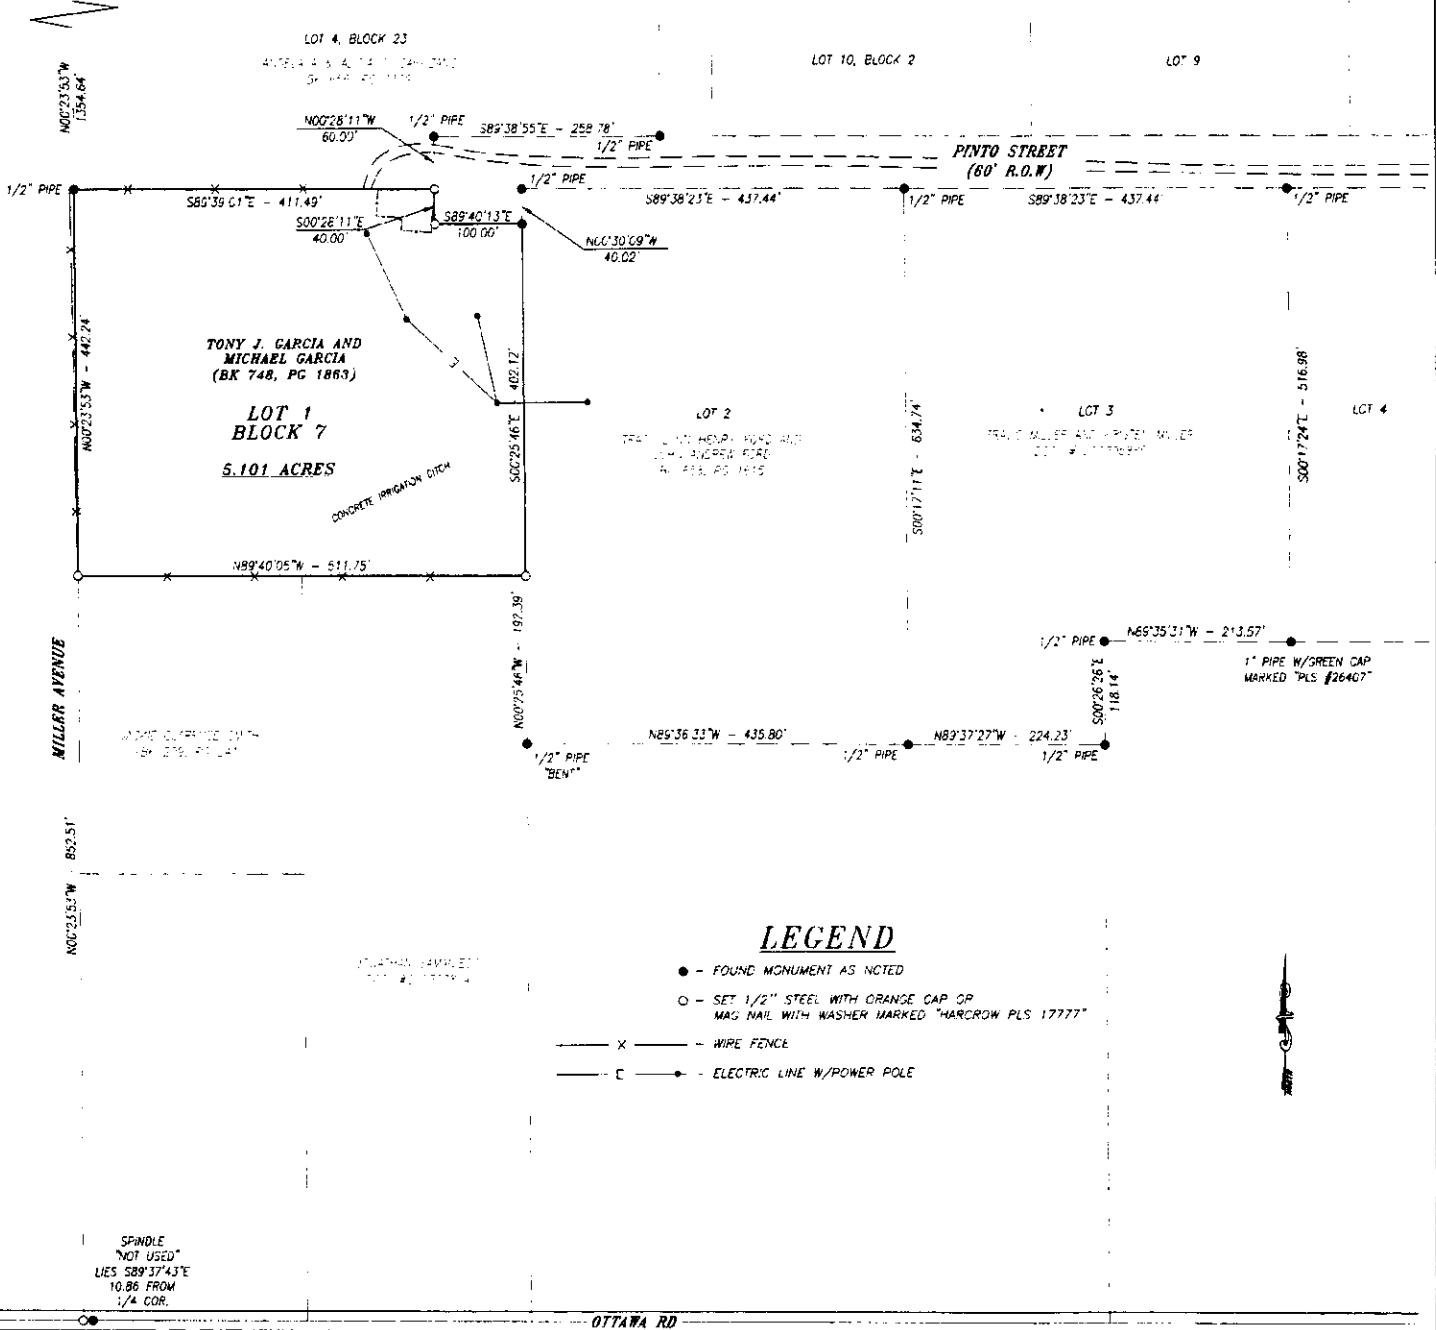 LOT 4, BLOCK 23
LOT 10, BLOCK 2
LOT 9
N00°23'53"W
1354.64'
N00°28'11"W
60.00'
1/2" PIPE
S89°38'55"E - 258.78'
1/2" PIPE
PINTO STREET
(60' R.O.W)
1/2" PIPE
S89°39'01"E - 411.49'
1/2" PIPE
S89°38'23"E - 437.44'
1/2" PIPE
S89°38'23"E - 437.44'
1/2" PIPE
S00°28'11"E
40.00'
S89°40'13"E
100.00'
N00°30'09"W
40.02'
N00°23'53"W - 442.24'
TONY J. GARCIA AND
MICHAEL GARCIA
(BK 748, PG 1863)
LOT 1
BLOCK 7
5.101 ACRES
CONCRETE IRRIGATION DITCH
S00°25'46"E - 402.12'
LOT 2
HENRY FORD AND
ANDREW FORD
S00°17'11"E - 634.74'
LOT 3
MILLER AND MILLER
S00°17'24"E - 516.98'
LOT 4
N89°40'05"W - 511.75'
N00°25'46"W - 192.39'
MILLER AVENUE
1/2" PIPE
N89°35'31"W - 213.57'
1" PIPE W/GREEN CAP
MARKED "PLS #26407"
S00°26'26"E
118.14'
N89°36'33"W - 435.80'
N89°37'27"W - 224.23'
1/2" PIPE
"BENT"
1/2" PIPE
1/2" PIPE
N00°23'53"W 852.51'
LEGEND
- FOUND MONUMENT AS NOTED
- SET 1/2" STEEL WITH ORANGE CAP OR
MAG NAIL WITH WASHER MARKED "HARCROW PLS 17777"
X - WIRE FENCE
E - ELECTRIC LINE W/POWER POLE
SPINDLE
"NOT USED"
LIES S89°37'43"E
10.86 FROM
1/4 COR.
OTTAWA RD